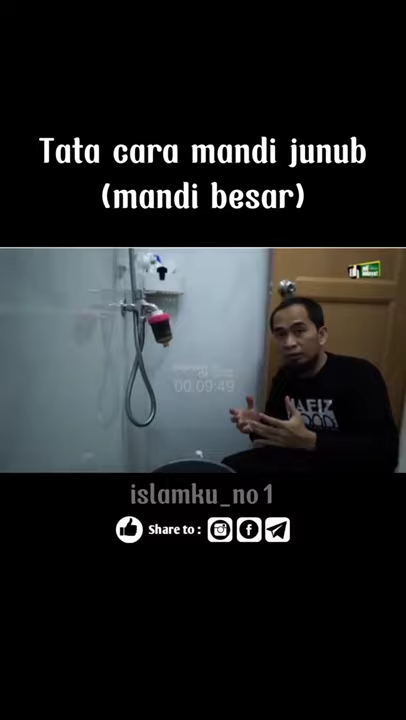 Tata cara mandi junub
(mandi besar)
00:09:49
islamku_no1
Share to :